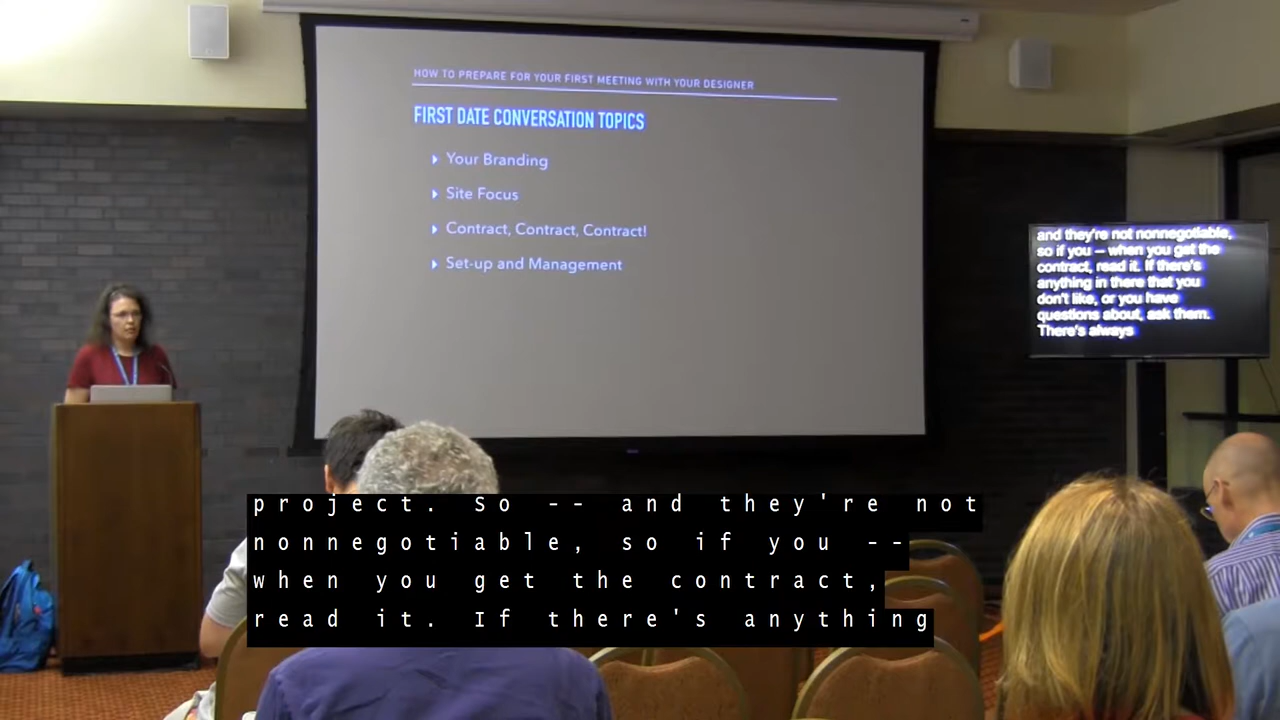 HOW TO PREPARE FOR YOUR FIRST MEETING WITH YOUR DESIGNER
FIRST DATE CONVERSATION TOPICS
Your Branding
Site Focus
Contract, Contract, Contract!
Set-up and Management
and they're not nonnegotiable,
so if you -- when you get the
contract, read it. If there's
anything in there that you
don't like, or you have
questions about, ask them.
There's always
project. So -- and they're not
nonnegotiable, so if you --
when you get the contract,
read it. If there's anything